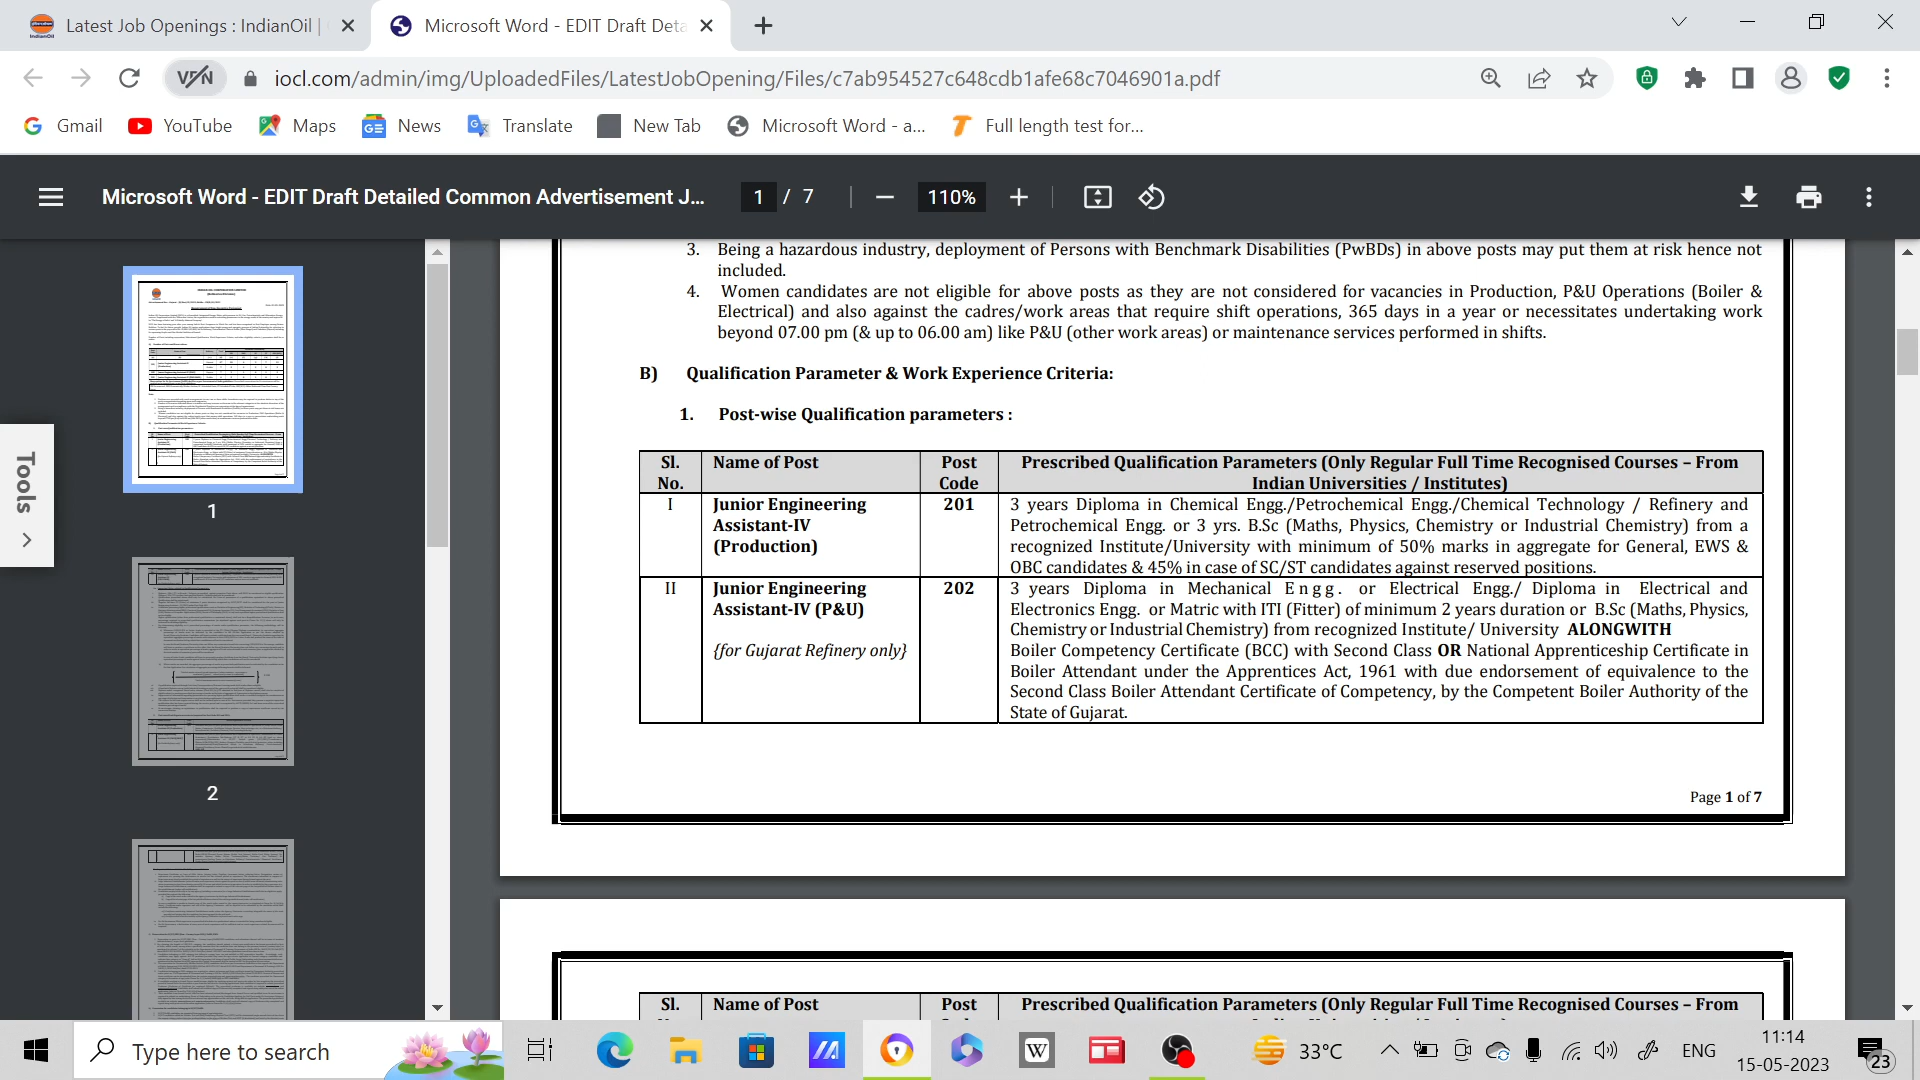 Latest Job Openings : IndianOil |
Microsoft Word - EDIT Draft Deta
VPN
iocl.com/admin/img/UploadedFiles/LatestJobOpening/Files/c7ab954527c648cdb1afe68c7046901a.pdf
Gmail
YouTube
Maps
News
Translate
New Tab
Microsoft Word - a...
Full length test for...
Microsoft Word - EDIT Draft Detailed Common Advertisement J...
1 / 7
110%
Tools
1
2
3. Being a hazardous industry, deployment of Persons with Benchmark Disabilities (PwBDs) in above posts may put them at risk hence not
included.
4. Women candidates are not eligible for above posts as they are not considered for vacancies in Production, P&U Operations (Boiler &
Electrical) and also against the cadres/work areas that require shift operations, 365 days in a year or necessitates undertaking work
beyond 07.00 pm (& up to 06.00 am) like P&U (other work areas) or maintenance services performed in shifts.
B) Qualification Parameter & Work Experience Criteria:
1. Post-wise Qualification parameters :
Sl.
No.
Name of Post
Post
Code
Prescribed Qualification Parameters (Only Regular Full Time Recognised Courses – From
Indian Universities / Institutes)
I
Junior Engineering
Assistant-IV
(Production)
201
3 years Diploma in Chemical Engg./Petrochemical Engg./Chemical Technology / Refinery and
Petrochemical Engg. or 3 yrs. B.Sc (Maths, Physics, Chemistry or Industrial Chemistry) from a
recognized Institute/University with minimum of 50% marks in aggregate for General, EWS &
OBC candidates & 45% in case of SC/ST candidates against reserved positions.
II
Junior Engineering
Assistant-IV (P&U)
{for Gujarat Refinery only}
202
3 years Diploma in Mechanical Engg. or Electrical Engg./ Diploma in Electrical and
Electronics Engg. or Matric with ITI (Fitter) of minimum 2 years duration or B.Sc (Maths, Physics,
Chemistry or Industrial Chemistry) from recognized Institute/ University ALONGWITH
Boiler Competency Certificate (BCC) with Second Class OR National Apprenticeship Certificate in
Boiler Attendant under the Apprentices Act, 1961 with due endorsement of equivalence to the
Second Class Boiler Attendant Certificate of Competency, by the Competent Boiler Authority of the
State of Gujarat.
Page 1 of 7
Sl.
Name of Post
Post
Prescribed Qualification Parameters (Only Regular Full Time Recognised Courses – From
Type here to search
33°C
ENG
11:14
15-05-2023
23